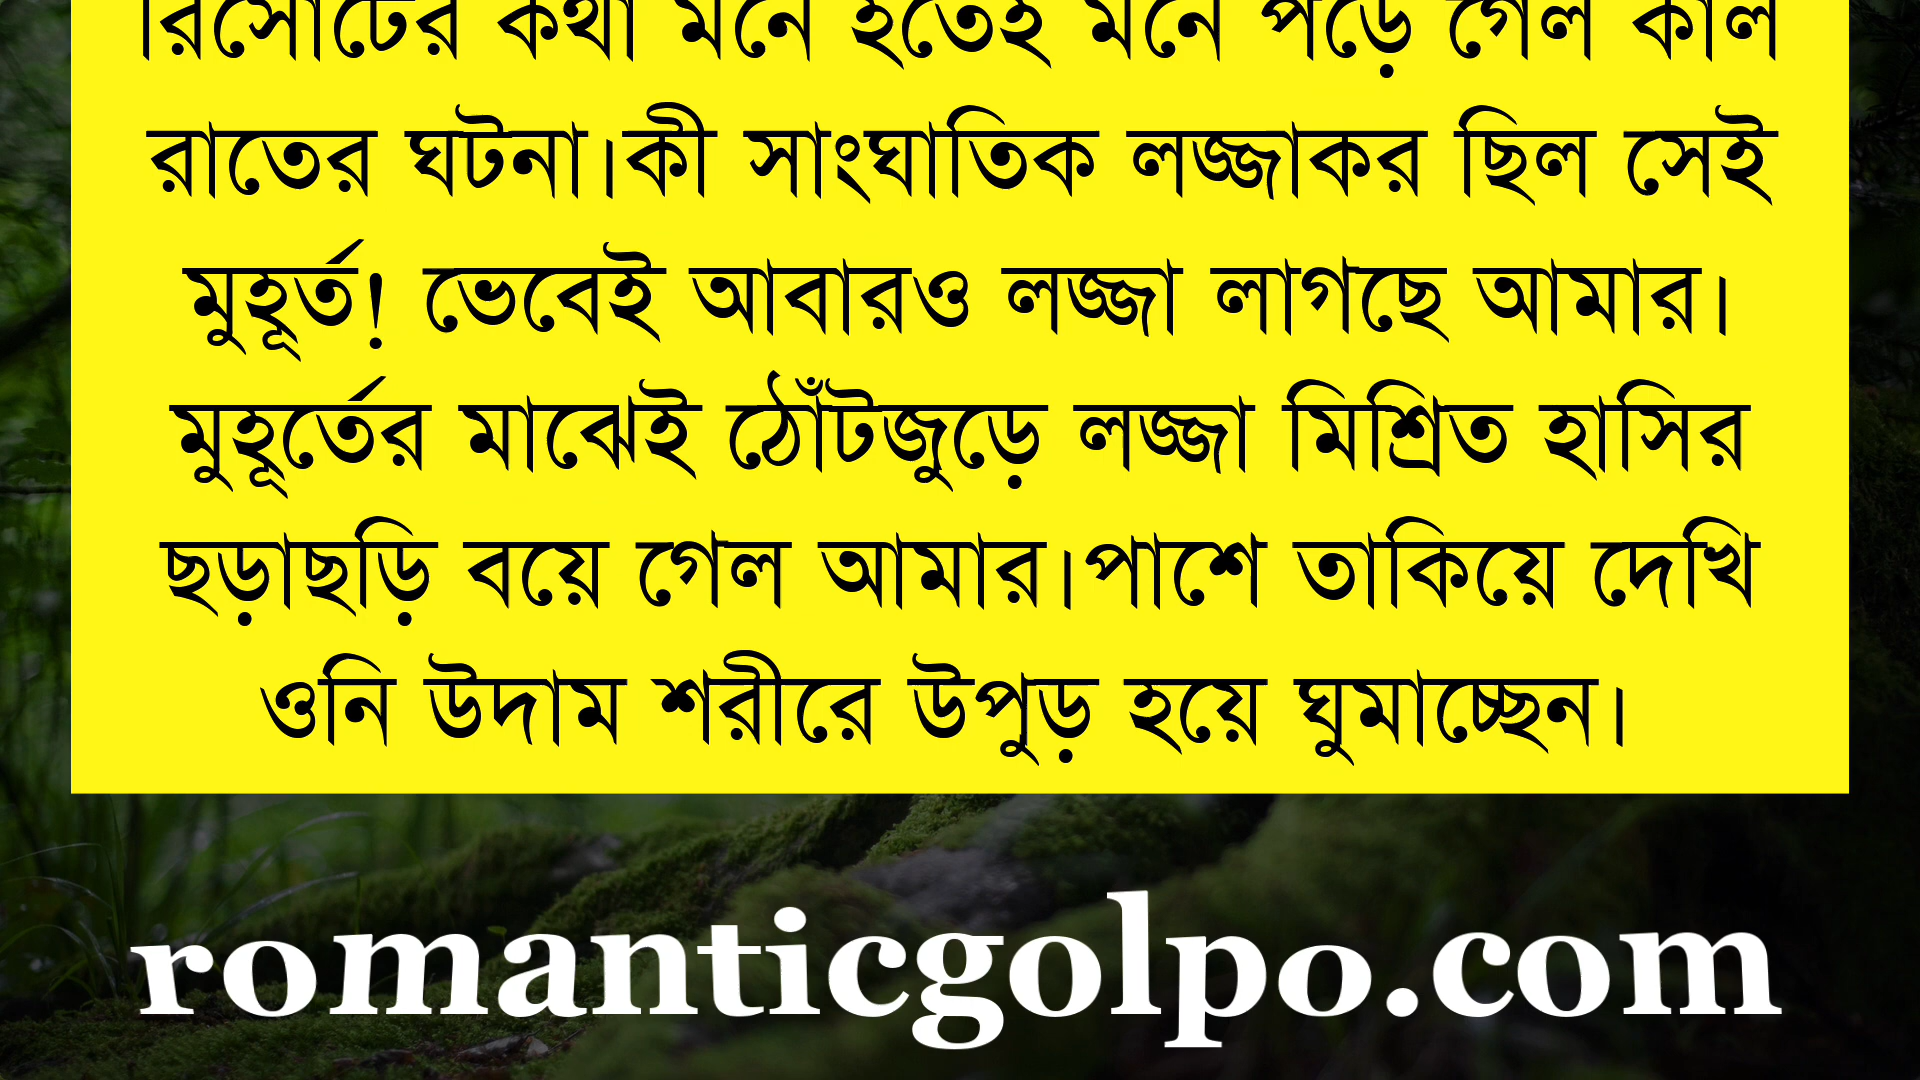 রিসোর্টের কথা মনে হতেই মনে পড়ে গেল কাল
রাতের ঘটনা।কী সাংঘাতিক লজ্জাকর ছিল সেই
মুহূর্ত! ভেবেই আবারও লজ্জা লাগছে আমার।
মুহূর্তের মাঝেই ঠোঁটজুড়ে লজ্জা মিশ্রিত হাসির
ছড়াছড়ি বয়ে গেল আমার।পাশে তাকিয়ে দেখি
ওনি উদাম শরীরে উপুড় হয়ে ঘুমাচ্ছেন।
romanticgolpo.com